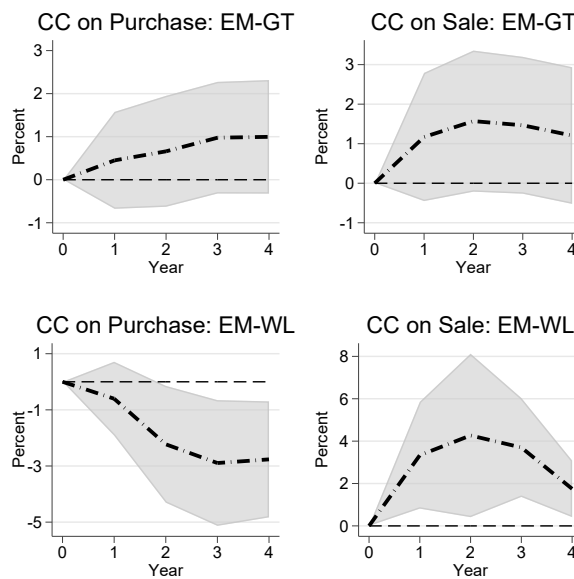 CC on Purchase: EM-GT
3
2
1
0
-1
Percent
0 1 2 3 4
Year
CC on Sale: EM-GT
3
2
1
0
-1
Percent
0 1 2 3 4
Year
CC on Purchase: EM-WL
1
-1
-3
-5
Percent
0 1 2 3 4
Year
CC on Sale: EM-WL
8
6
4
2
0
Percent
0 1 2 3 4
Year